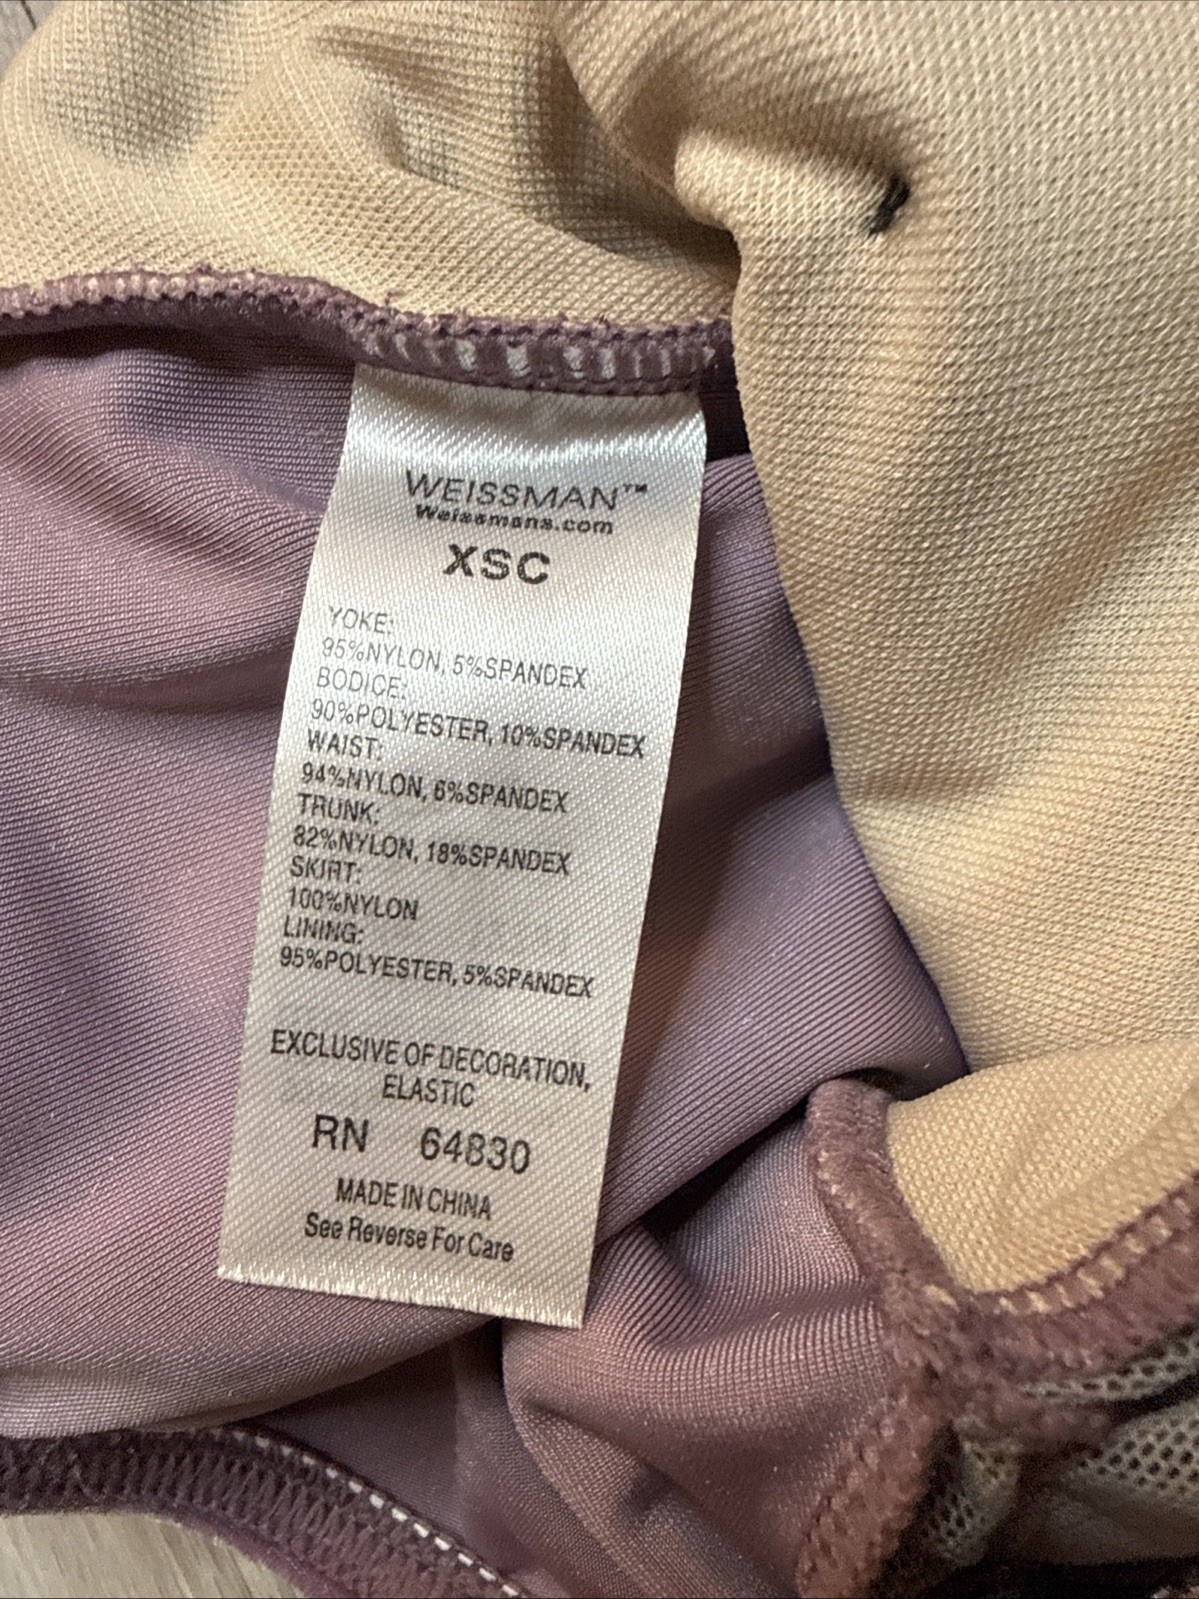 WEISSMAN™
Weissmans.com
XSC
YOKE:
95%NYLON, 5%SPANDEX
BODICE:
90%POLYESTER, 10%SPANDEX
WAIST:
94%NYLON, 6%SPANDEX
TRUNK:
82%NYLON, 18%SPANDEX
SKIRT:
100%NYLON
LINING:
95%POLYESTER, 5%SPANDEX
EXCLUSIVE OF DECORATION,
ELASTIC
RN 64830
MADE IN CHINA
See Reverse For Care